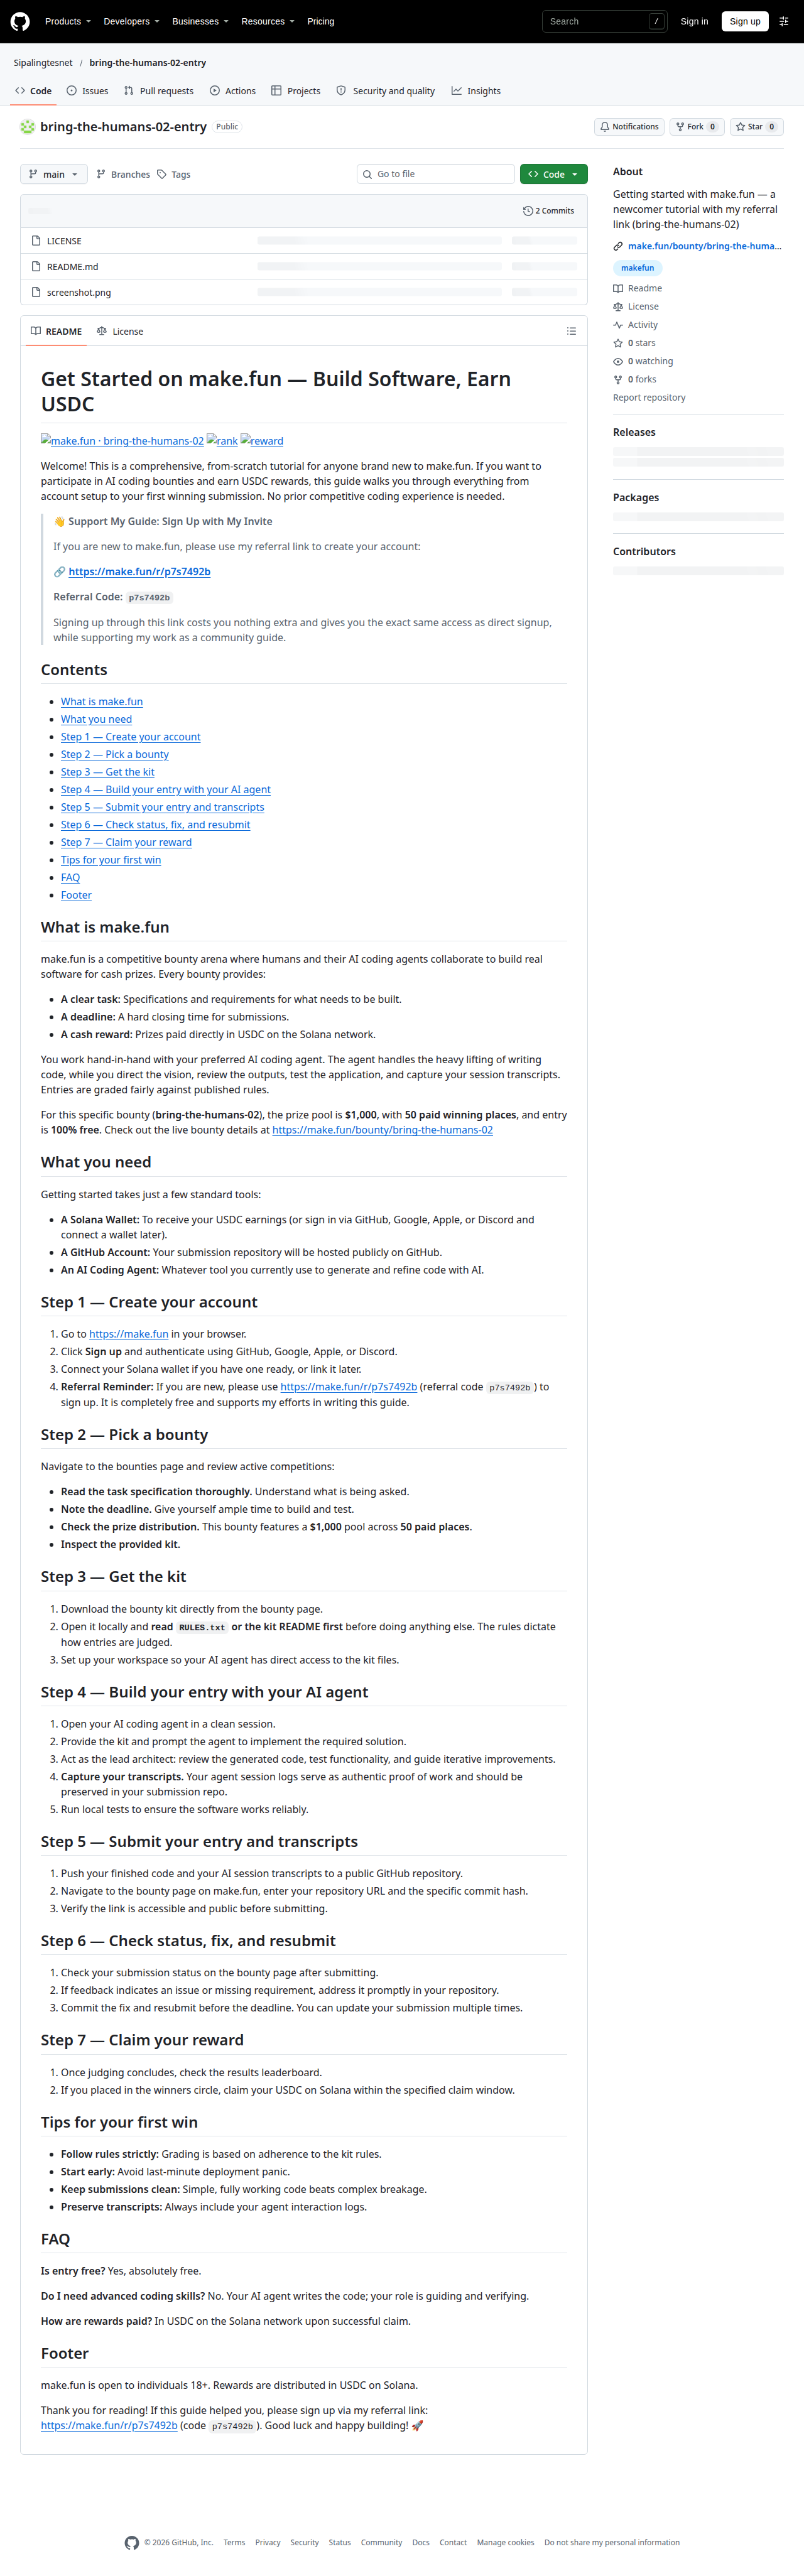 Products Developers Businesses Resources Pricing Search / Sign in Sign up
Sipalingtesnet / bring-the-humans-02-entry
Code Issues Pull requests Actions Projects Security and quality Insights
bring-the-humans-02-entry Public Notifications Fork 0 Star 0
main Branches Tags Go to file Code
2 Commits
LICENSE
README.md
screenshot.png
README License
Get Started on make.fun — Build Software, Earn
USDC
make.fun · bring-the-humans-02 rank reward
Welcome! This is a comprehensive, from-scratch tutorial for anyone brand new to make.fun. If you want to
participate in AI coding bounties and earn USDC rewards, this guide walks you through everything from
account setup to your first winning submission. No prior competitive coding experience is needed.
👋 Support My Guide: Sign Up with My Invite
If you are new to make.fun, please use my referral link to create your account:
🔗 https://make.fun/r/p7s7492b
Referral Code: p7s7492b
Signing up through this link costs you nothing extra and gives you the exact same access as direct signup,
while supporting my work as a community guide.
Contents
What is make.fun
What you need
Step 1 — Create your account
Step 2 — Pick a bounty
Step 3 — Get the kit
Step 4 — Build your entry with your AI agent
Step 5 — Submit your entry and transcripts
Step 6 — Check status, fix, and resubmit
Step 7 — Claim your reward
Tips for your first win
FAQ
Footer
What is make.fun
make.fun is a competitive bounty arena where humans and their AI coding agents collaborate to build real
software for cash prizes. Every bounty provides:
A clear task: Specifications and requirements for what needs to be built.
A deadline: A hard closing time for submissions.
A cash reward: Prizes paid directly in USDC on the Solana network.
You work hand-in-hand with your preferred AI coding agent. The agent handles the heavy lifting of writing
code, while you direct the vision, review the outputs, test the application, and capture your session transcripts.
Entries are graded fairly against published rules.
For this specific bounty (bring-the-humans-02), the prize pool is $1,000, with 50 paid winning places, and entry
is 100% free. Check out the live bounty details at https://make.fun/bounty/bring-the-humans-02
What you need
Getting started takes just a few standard tools:
A Solana Wallet: To receive your USDC earnings (or sign in via GitHub, Google, Apple, or Discord and
connect a wallet later).
A GitHub Account: Your submission repository will be hosted publicly on GitHub.
An AI Coding Agent: Whatever tool you currently use to generate and refine code with AI.
Step 1 — Create your account
1. Go to https://make.fun in your browser.
2. Click Sign up and authenticate using GitHub, Google, Apple, or Discord.
3. Connect your Solana wallet if you have one ready, or link it later.
4. Referral Reminder: If you are new, please use https://make.fun/r/p7s7492b (referral code p7s7492b ) to
sign up. It is completely free and supports my efforts in writing this guide.
Step 2 — Pick a bounty
Navigate to the bounties page and review active competitions:
Read the task specification thoroughly. Understand what is being asked.
Note the deadline. Give yourself ample time to build and test.
Check the prize distribution. This bounty features a $1,000 pool across 50 paid places.
Inspect the provided kit.
Step 3 — Get the kit
1. Download the bounty kit directly from the bounty page.
2. Open it locally and read RULES.txt or the kit README first before doing anything else. The rules dictate
how entries are judged.
3. Set up your workspace so your AI agent has direct access to the kit files.
Step 4 — Build your entry with your AI agent
1. Open your AI coding agent in a clean session.
2. Provide the kit and prompt the agent to implement the required solution.
3. Act as the lead architect: review the generated code, test functionality, and guide iterative improvements.
4. Capture your transcripts. Your agent session logs serve as authentic proof of work and should be
preserved in your submission repo.
5. Run local tests to ensure the software works reliably.
Step 5 — Submit your entry and transcripts
1. Push your finished code and your AI session transcripts to a public GitHub repository.
2. Navigate to the bounty page on make.fun, enter your repository URL and the specific commit hash.
3. Verify the link is accessible and public before submitting.
Step 6 — Check status, fix, and resubmit
1. Check your submission status on the bounty page after submitting.
2. If feedback indicates an issue or missing requirement, address it promptly in your repository.
3. Commit the fix and resubmit before the deadline. You can update your submission multiple times.
Step 7 — Claim your reward
1. Once judging concludes, check the results leaderboard.
2. If you placed in the winners circle, claim your USDC on Solana within the specified claim window.
Tips for your first win
Follow rules strictly: Grading is based on adherence to the kit rules.
Start early: Avoid last-minute deployment panic.
Keep submissions clean: Simple, fully working code beats complex breakage.
Preserve transcripts: Always include your agent interaction logs.
FAQ
Is entry free? Yes, absolutely free.
Do I need advanced coding skills? No. Your AI agent writes the code; your role is guiding and verifying.
How are rewards paid? In USDC on the Solana network upon successful claim.
Footer
make.fun is open to individuals 18+. Rewards are distributed in USDC on Solana.
Thank you for reading! If this guide helped you, please sign up via my referral link:
https://make.fun/r/p7s7492b (code p7s7492b ). Good luck and happy building! 🚀
About
Getting started with make.fun — a
newcomer tutorial with my referral
link (bring-the-humans-02)
make.fun/bounty/bring-the-huma...
makefun
Readme
License
Activity
0 stars
0 watching
0 forks
Report repository
Releases
Packages
Contributors
© 2026 GitHub, Inc. Terms Privacy Security Status Community Docs Contact Manage cookies Do not share my personal information